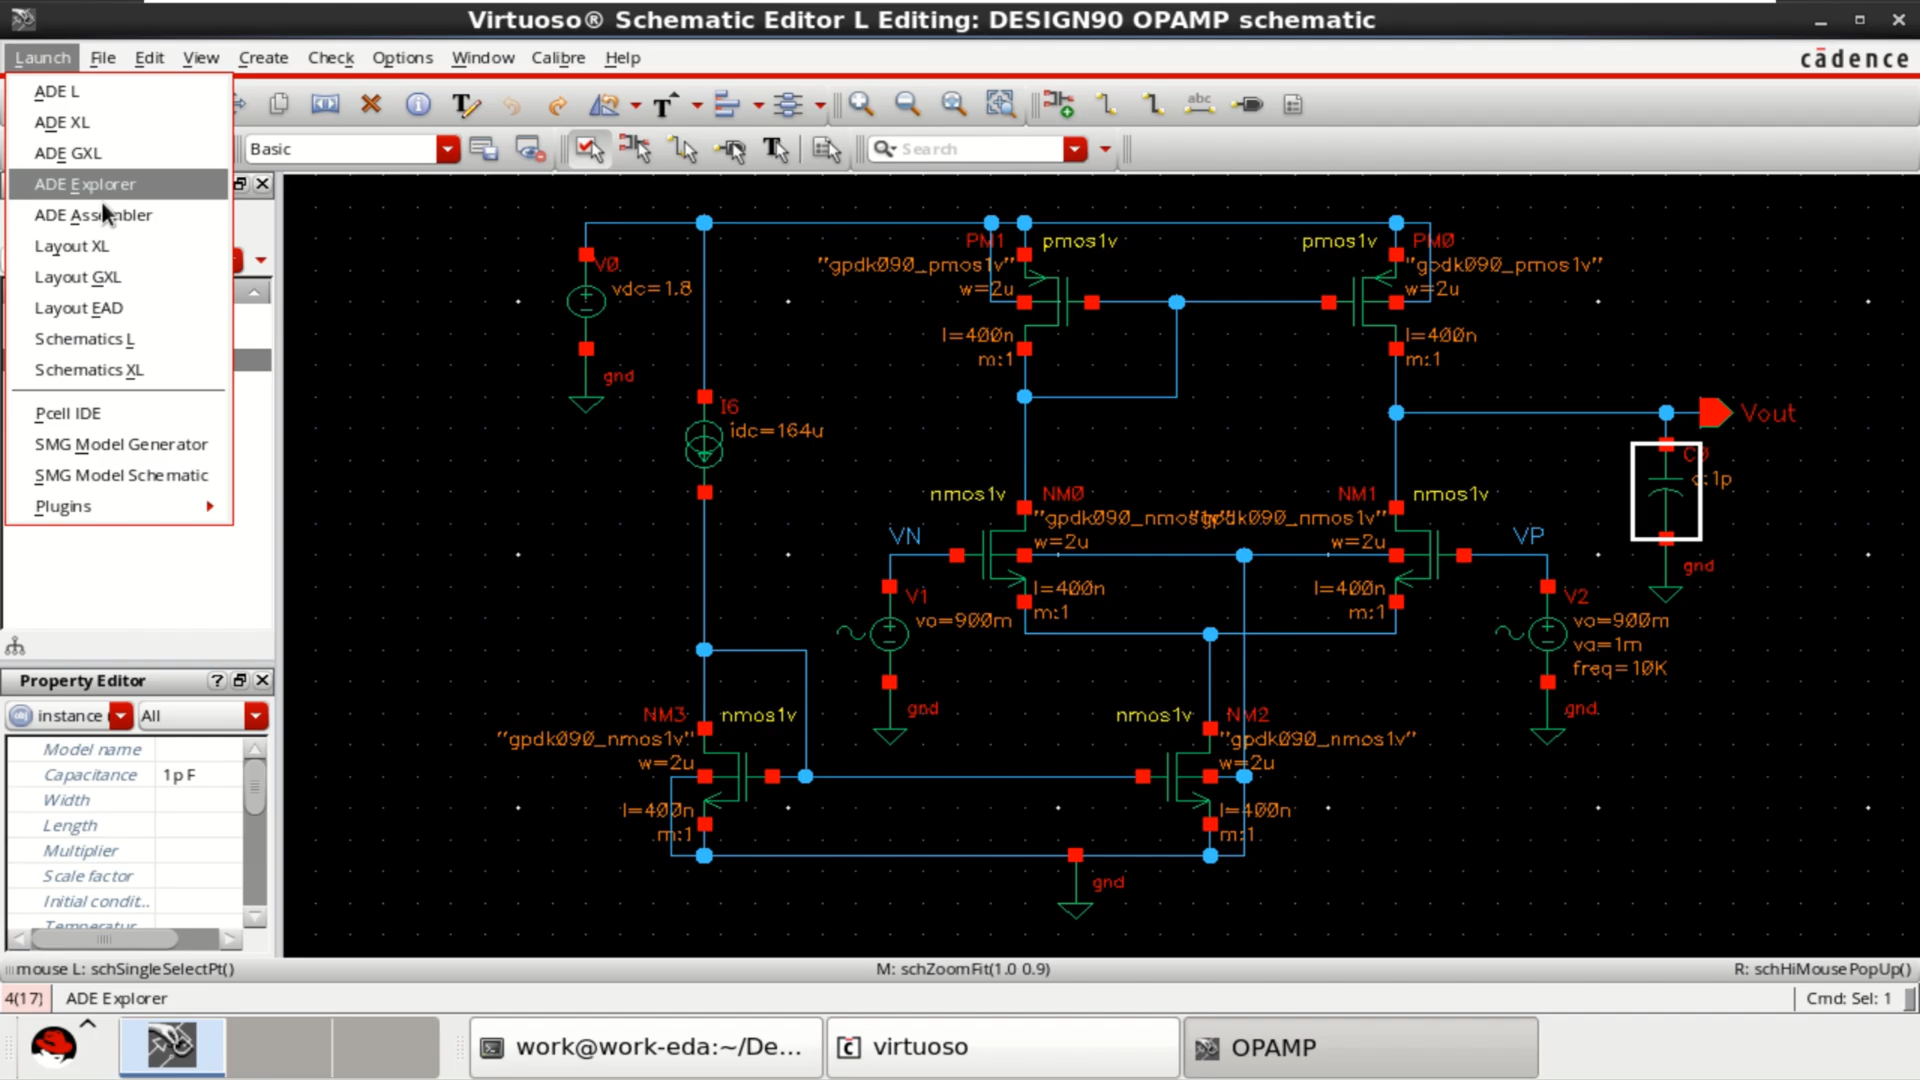 Virtuoso® Schematic Editor L Editing: DESIGN90 OPAMP schematic
Launch File Edit View Create Check Options Window Calibre Help
cādence
ADE L
ADE XL
ADE GXL
ADE Explorer
ADE Assembler
Layout XL
Layout GXL
Layout EAD
Schematics L
Schematics XL
Pcell IDE
SMG Model Generator
SMG Model Schematic
Plugins
abc
Basic
Search
Property Editor
instance
All
Model name
Capacitance 1p F
Width
Length
Multiplier
Scale factor
Initial condit...
V0
vdc=1.8
gnd
I6
idc=164u
PM1
pmos1v
"gpdk090_pmos1v"
w=2u
l=400n
m:1
pmos1v
PM0
"gpdk090_pmos1v"
w=2u
l=400n
m:1
Vout
C0
c:1p
gnd
nmos1v
NM0
w=2u
l=400n
m:1
NM1
nmos1v
"gpdk090_nmos1v"
w=2u
l=400n
m:1
VN
V1
vo=900m
gnd
VP
V2
vo=900m
va=1m
freq=10K
gnd
NM3
nmos1v
"gpdk090_nmos1v"
w=2u
l=400n
m:1
nmos1v
NM2
"gpdk090_nmos1v"
w=2u
l=400n
m:1
gnd
mouse L: schSingleSelectPt()
M: schZoomFit(1.0 0.9)
R: schHiMousePopUp()
4(17)
ADE Explorer
Cmd: Sel: 1
work@work-eda:~/De...
virtuoso
OPAMP